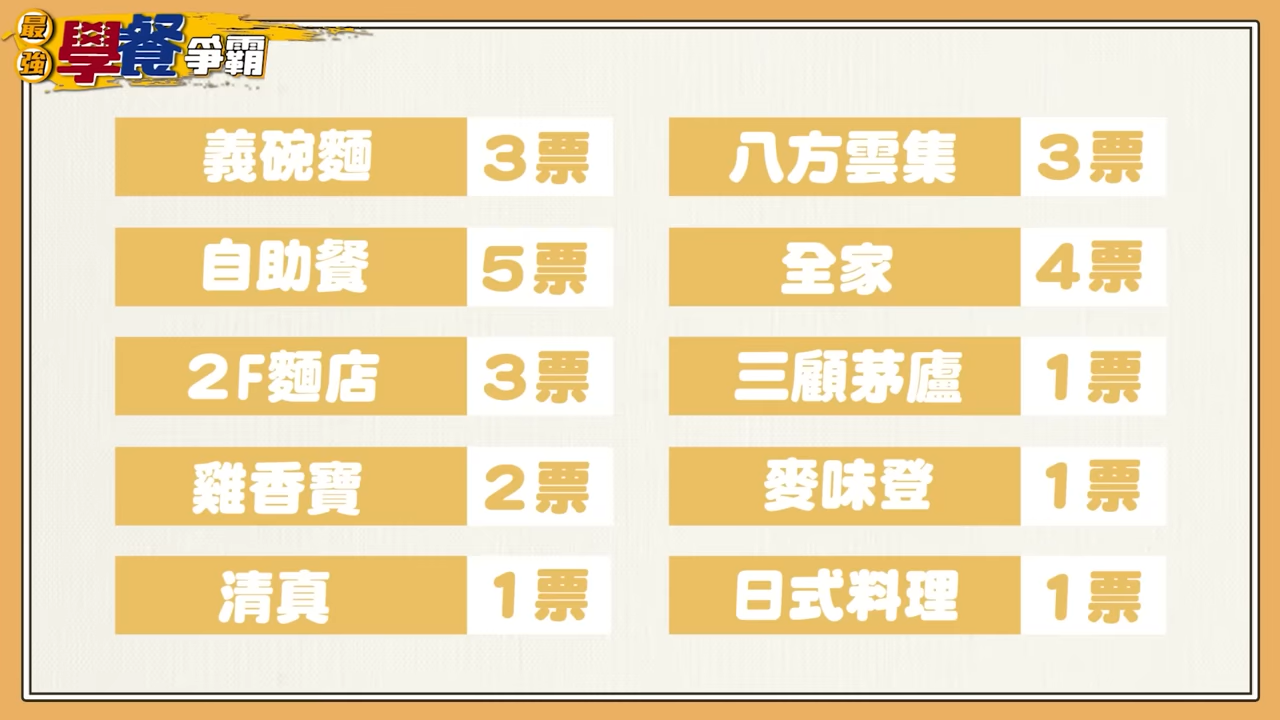 最強
學餐爭霸
義碗麵 3票
八方雲集 3票
自助餐 5票
全家 4票
2F麵店 3票
三顧茅廬 1票
雞香寶 2票
麥味登 1票
清真 1票
日式料理 1票